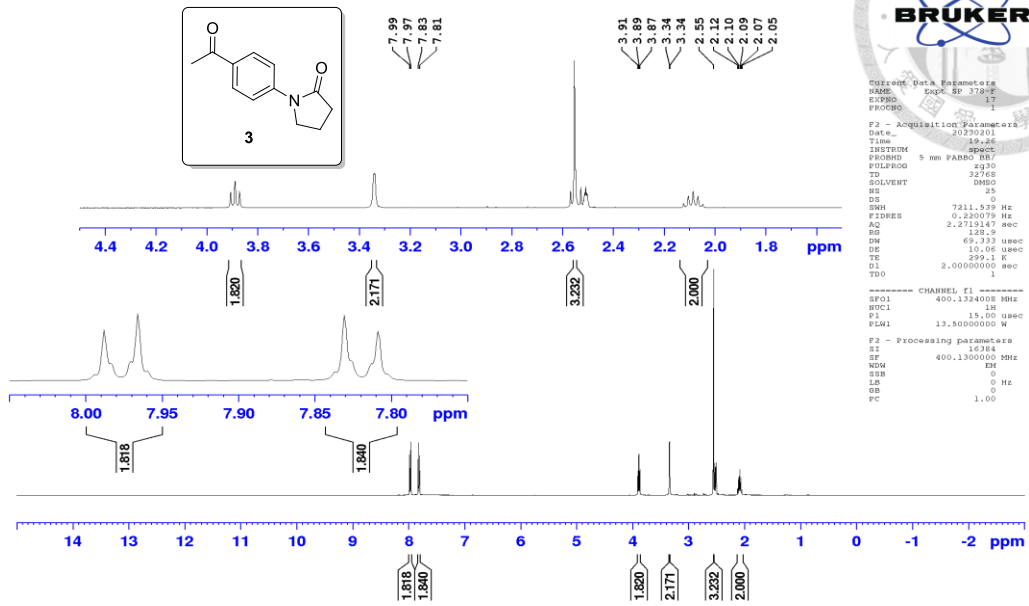 O
O
N
3
7.99
7.97
7.83
7.81
3.91
3.89
3.87
3.34
3.34
2.55
2.12
2.10
2.09
2.07
2.05
BRUKER
Current Data Parameters
NAME Expt SP 378-F
EXPNO 17
PROCNO 1
F2 - Acquisition Parameters
Date_ 20230201
Time 19.26
INSTRUM spect
PROBHD 5 mm PABBO BB/
PULPROG zg30
TD 32768
SOLVENT DMSO
NS 25
DS 0
SWH 7211.539 Hz
FIDRES 0.220079 Hz
AQ 2.2719147 sec
RG 128.9
DW 69.333 usec
DE 10.06 usec
TE 299.1 K
D1 2.00000000 sec
TD0 1
======== CHANNEL f1 ========
SFO1 400.1324008 MHz
NUC1 1H
P1 15.00 usec
PLW1 13.50000000 W
F2 - Processing parameters
SI 16384
SF 400.1300000 MHz
WDW EM
SSB 0
LB 0 Hz
GB 0
PC 1.00
4.4 4.2 4.0 3.8 3.6 3.4 3.2 3.0 2.8 2.6 2.4 2.2 2.0 1.8 ppm
1.820
2.171
3.232
2.000
8.00 7.95 7.90 7.85 7.80 ppm
1.818
1.840
14 13 12 11 10 9 8 7 6 5 4 3 2 1 0 -1 -2 ppm
1.818
1.840
1.820
2.171
3.232
2.000